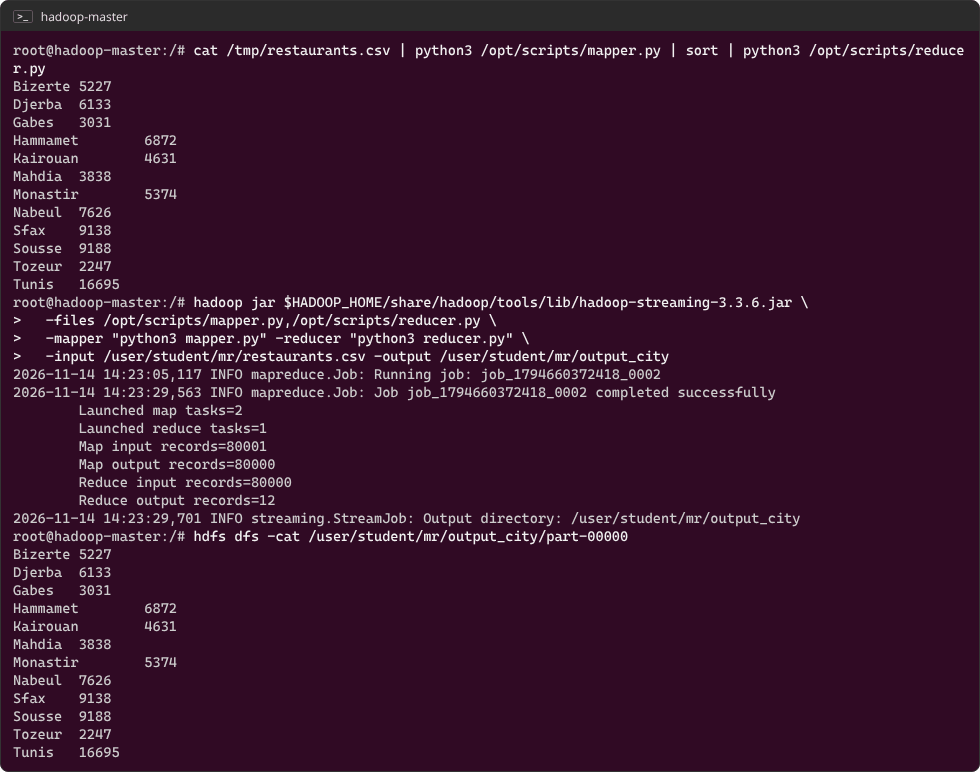 >_ hadoop-master
root@hadoop-master:/# cat /tmp/restaurants.csv | python3 /opt/scripts/mapper.py | sort | python3 /opt/scripts/reduce
r.py
Bizerte 5227
Djerba  6133
Gabes   3031
Hammamet        6872
Kairouan        4631
Mahdia  3838
Monastir        5374
Nabeul  7626
Sfax    9138
Sousse  9188
Tozeur  2247
Tunis   16695
root@hadoop-master:/# hadoop jar $HADOOP_HOME/share/hadoop/tools/lib/hadoop-streaming-3.3.6.jar \
>   -files /opt/scripts/mapper.py,/opt/scripts/reducer.py \
>   -mapper "python3 mapper.py" -reducer "python3 reducer.py" \
>   -input /user/student/mr/restaurants.csv -output /user/student/mr/output_city
2026-11-14 14:23:05,117 INFO mapreduce.Job: Running job: job_1794660372418_0002
2026-11-14 14:23:29,563 INFO mapreduce.Job: Job job_1794660372418_0002 completed successfully
        Launched map tasks=2
        Launched reduce tasks=1
        Map input records=80001
        Map output records=80000
        Reduce input records=80000
        Reduce output records=12
2026-11-14 14:23:29,701 INFO streaming.StreamJob: Output directory: /user/student/mr/output_city
root@hadoop-master:/# hdfs dfs -cat /user/student/mr/output_city/part-00000
Bizerte 5227
Djerba  6133
Gabes   3031
Hammamet        6872
Kairouan        4631
Mahdia  3838
Monastir        5374
Nabeul  7626
Sfax    9138
Sousse  9188
Tozeur  2247
Tunis   16695